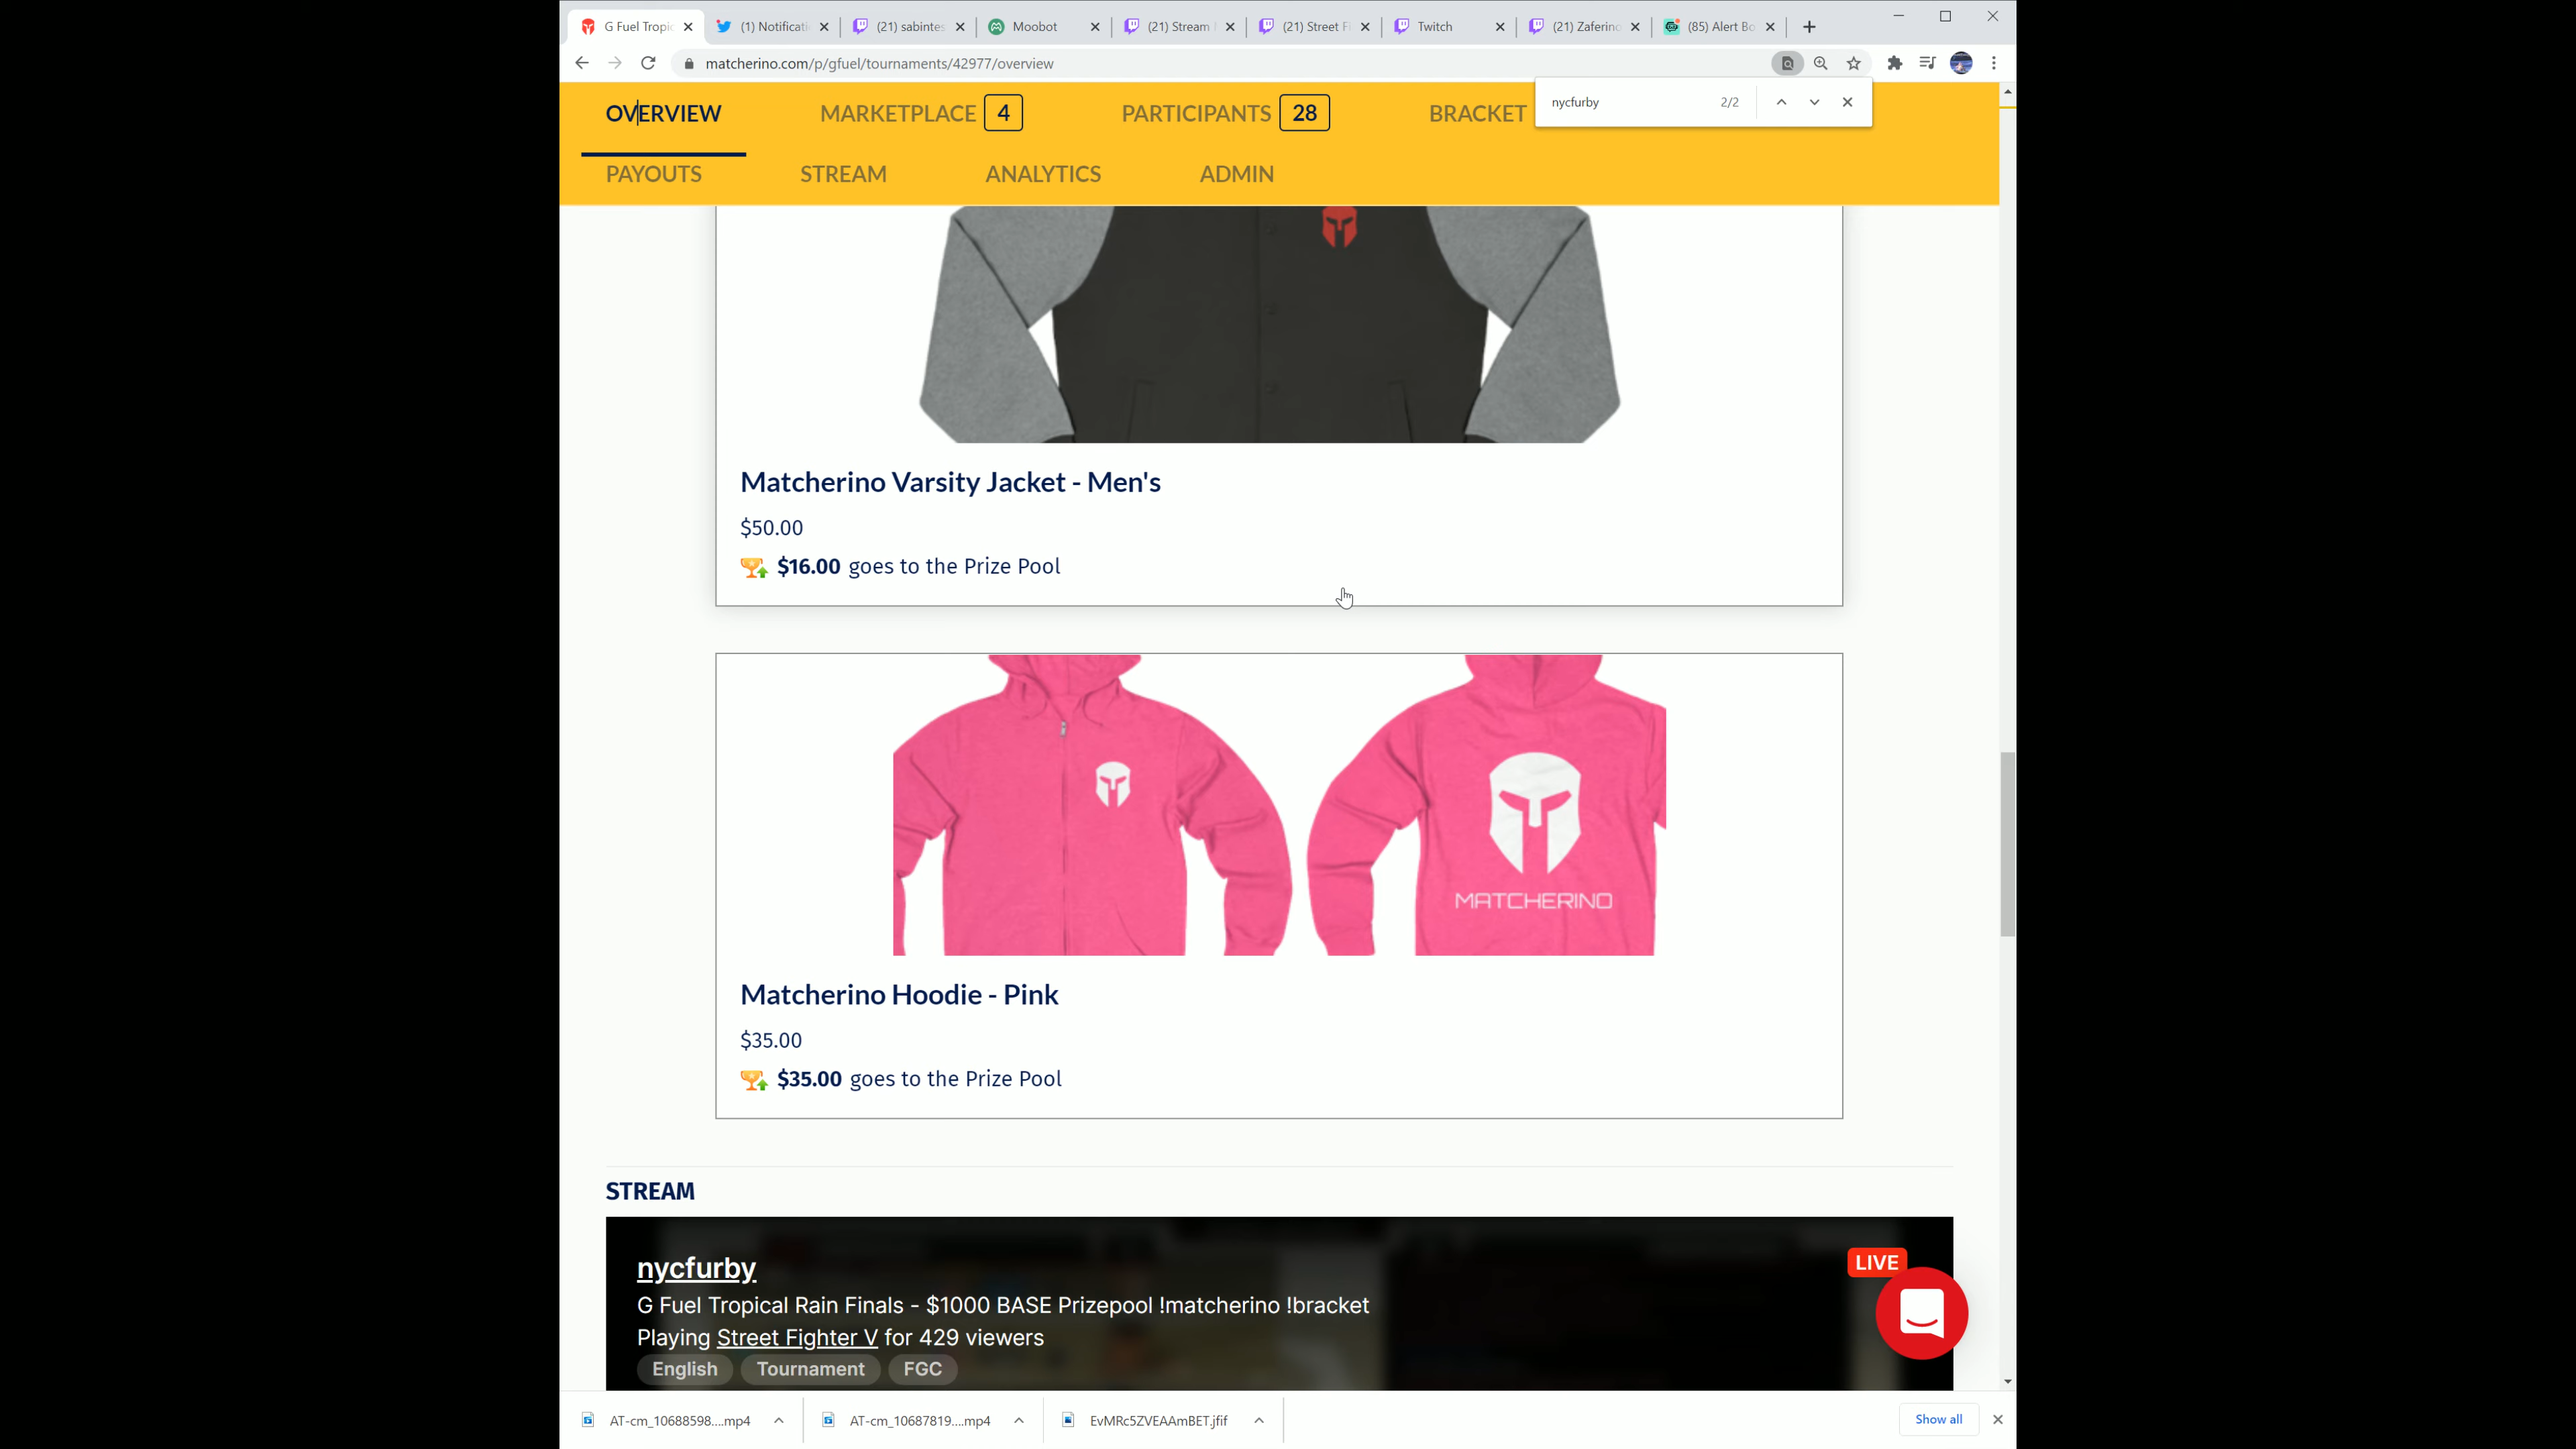 G Fuel Tropic
(1) Notificati
(21) sabintes
Moobot
(21) Stream
(21) Street Fi
Twitch
(21) Zaferino
(85) Alert Bo
matcherino.com/p/gfuel/tournaments/42977/overview
nycfurby 2/2
OVERVIEW MARKETPLACE 4 PARTICIPANTS 28 BRACKET
PAYOUTS STREAM ANALYTICS ADMIN
Matcherino Varsity Jacket - Men's
$50.00
$16.00 goes to the Prize Pool
MATCHERINO
Matcherino Hoodie - Pink
$35.00
$35.00 goes to the Prize Pool
STREAM
nycfurby
LIVE
G Fuel Tropical Rain Finals - $1000 BASE Prizepool !matcherino !bracket
Playing Street Fighter V for 429 viewers
English Tournament FGC
AT-cm_10688598....mp4
AT-cm_10687819....mp4
EvMRc5ZVEAAmBET.jfif
Show all